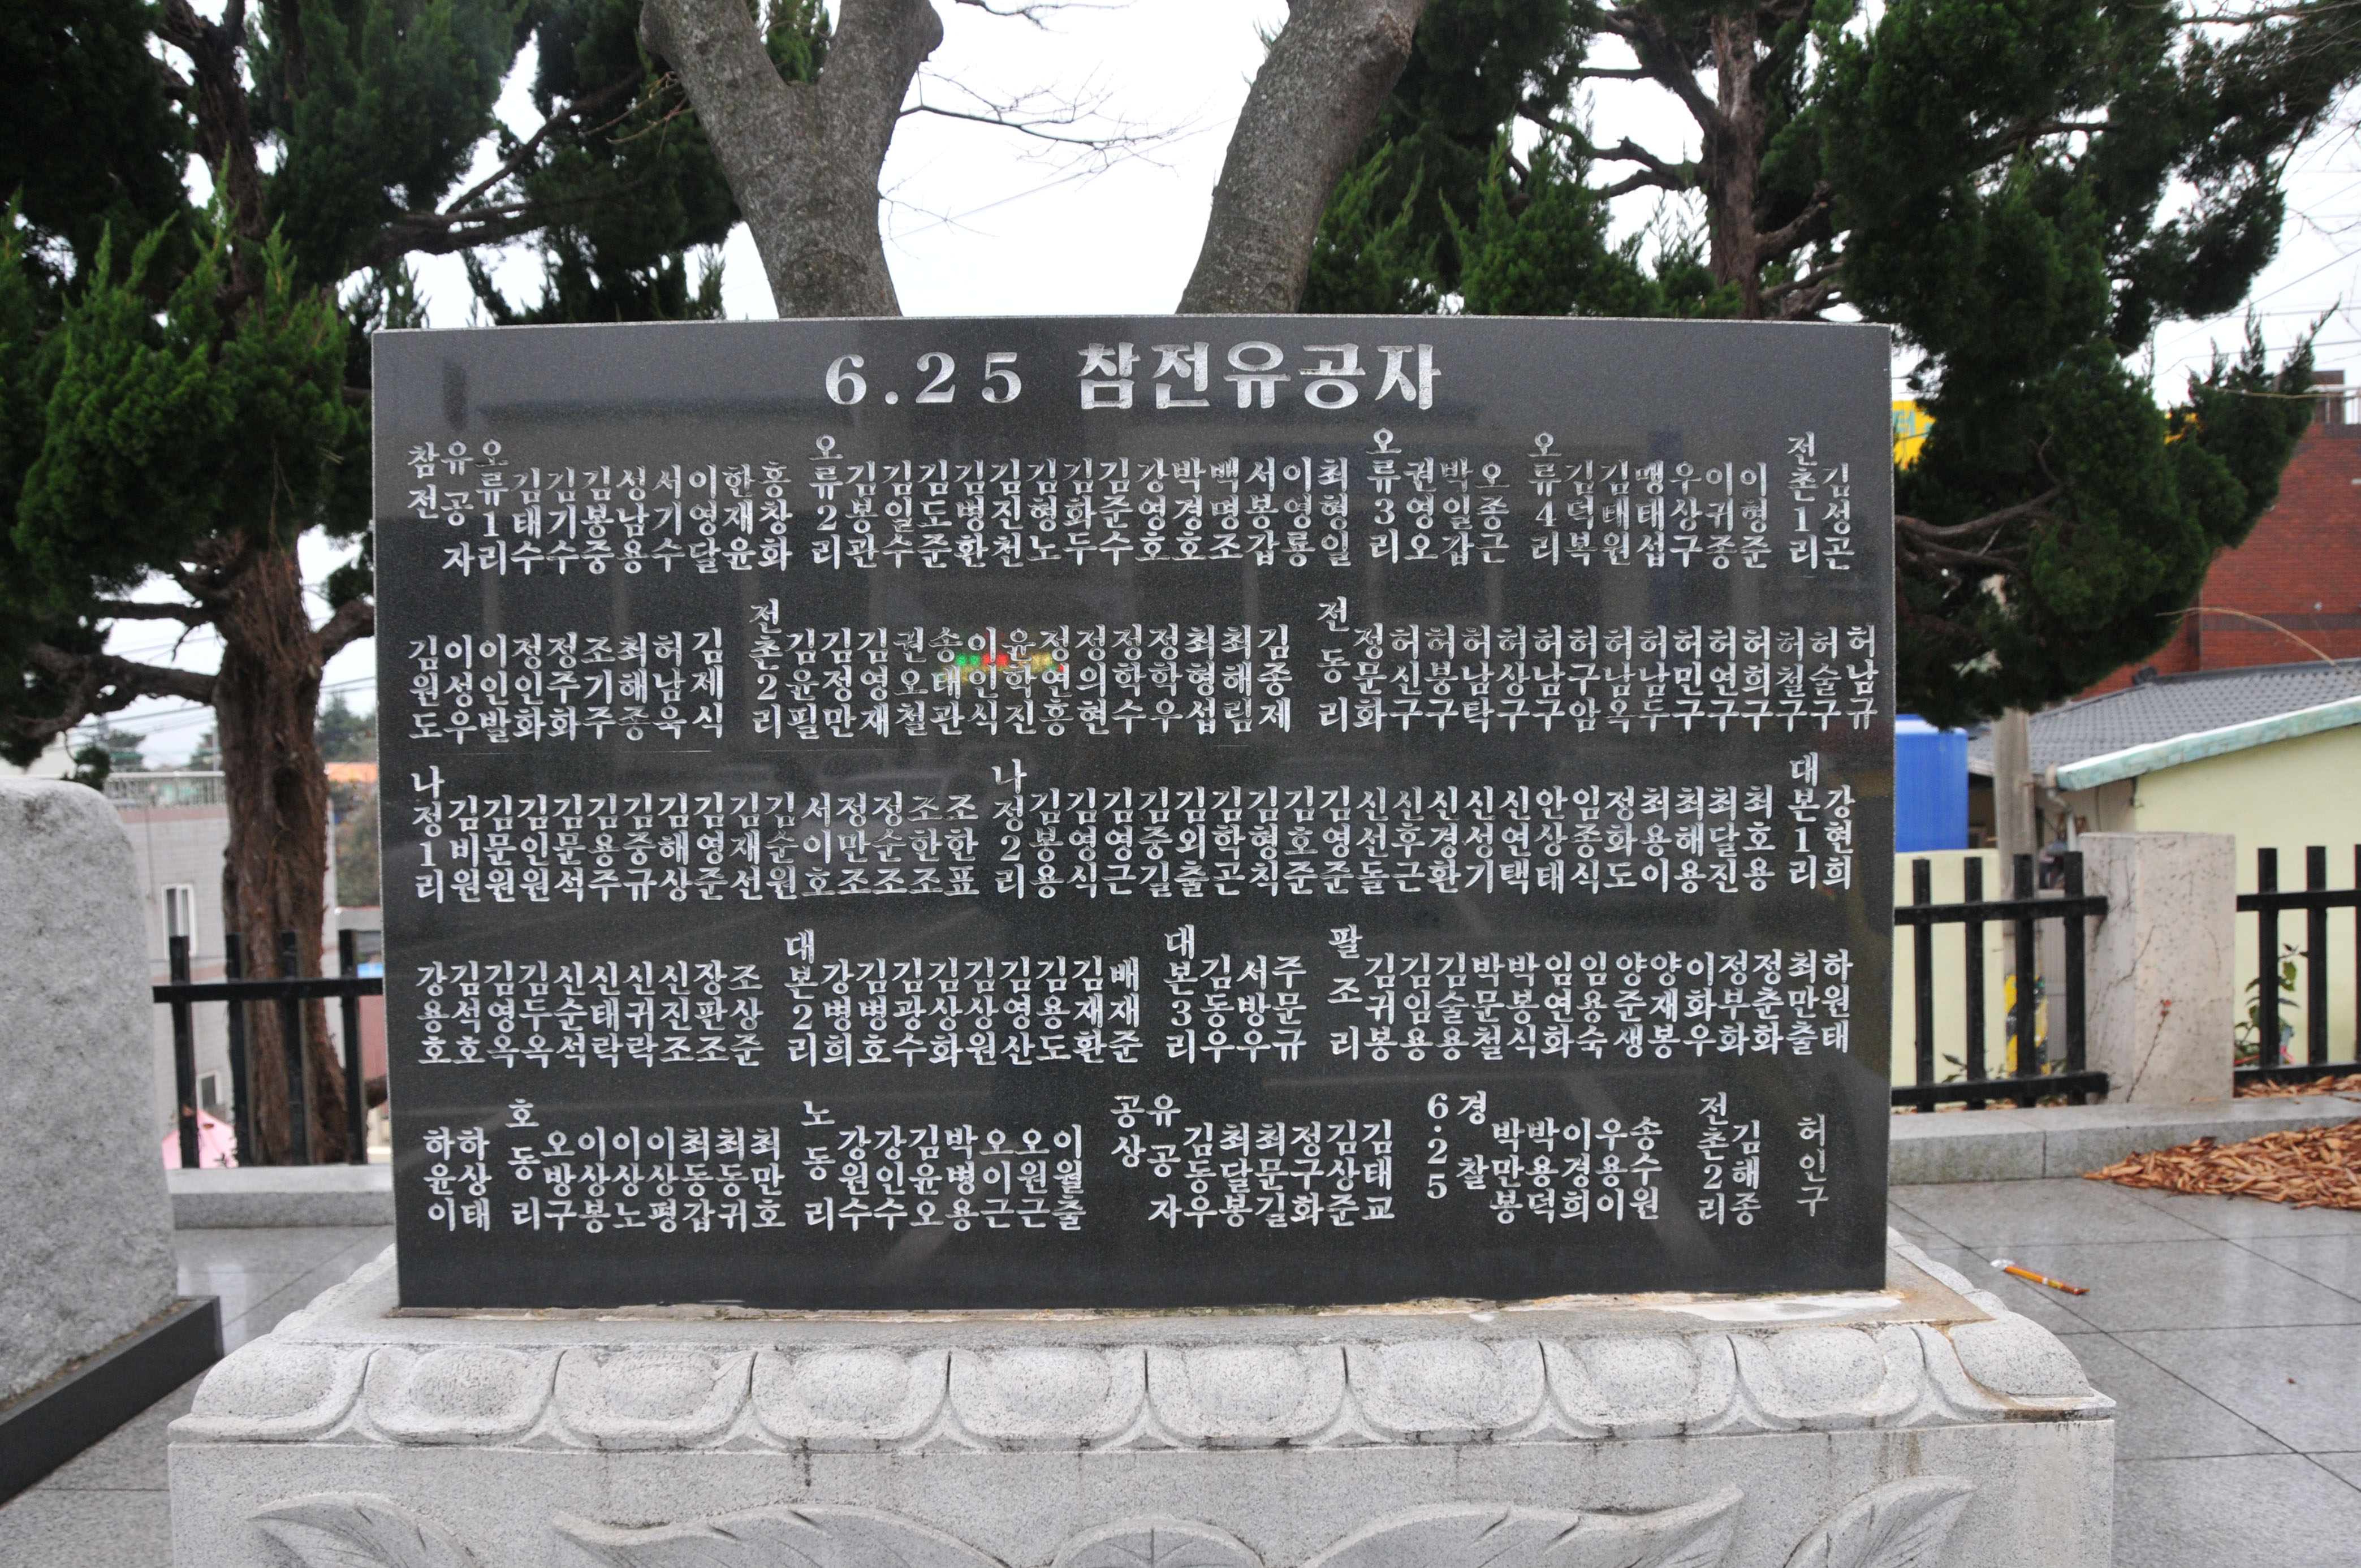 6.25 참전유공자
참전
유공자
오류1리
김태수
김기수
김봉중
성남용
서기수
이영달
한재윤
홍창화
오류2리
김봉관
김일수
김도준
김병환
김진천
김형노
김화두
김준수
강영호
박경호
백명조
서봉갑
이영룡
최형일
오류3리
권영오
박일갑
오종근
오류4리
김덕복
김태원
맹태섭
우상구
이귀종
이형준
전촌1리
김성곤
김원도
이성우
이인발
정인화
정주화
조기주
최해종
허남욱
김제식
전촌2리
김윤필
김정만
김영재
권오철
송태관
이인식
윤학진
정연홍
정의현
정학수
정학우
최형섭
최해림
김종제
전동리
정문화
허신구
허붕구
허남탁
허상구
허남구
허구암
허남옥
허남두
허민구
허연구
허희구
허철구
허술구
허남규
나정1리
김비원
김문원
김인원
김문석
김용주
김중규
김해상
김영준
김재선
김순원
서이호
정만조
정순조
조한조
조한표
나정2리
김봉용
김영식
김영근
김중길
김외출
김학곤
김형칙
김호준
김영준
신선돌
신후근
신경환
신성기
신연택
안상태
임종식
정화도
최용이
최해용
최달진
최호용
대본1리
강현희
강용호
김석호
김영옥
김두옥
신순석
신태락
신귀락
신진조
장판조
조상준
대본2리
강병희
김병호
김광수
김상화
김상원
김영산
김용도
김재환
배재준
대본3리
김동우
서방우
주문규
팔조리
김귀봉
김임용
김술용
박문철
박봉식
임연화
임용숙
양준생
양재봉
이화우
정부화
정춘화
최만출
하원태
하윤이
하상태
호동리
오방구
이상봉
이상노
이상평
최동갑
최동귀
최만호
노동리
강원수
강인수
김윤오
박병용
오이근
오원근
이월출
공상
유공자
김동우
최달봉
최문길
정구화
김상준
김태교
6·25
경찰
박만봉
박용덕
이경희
우용이
송수원
전촌2리
김해종
허인구